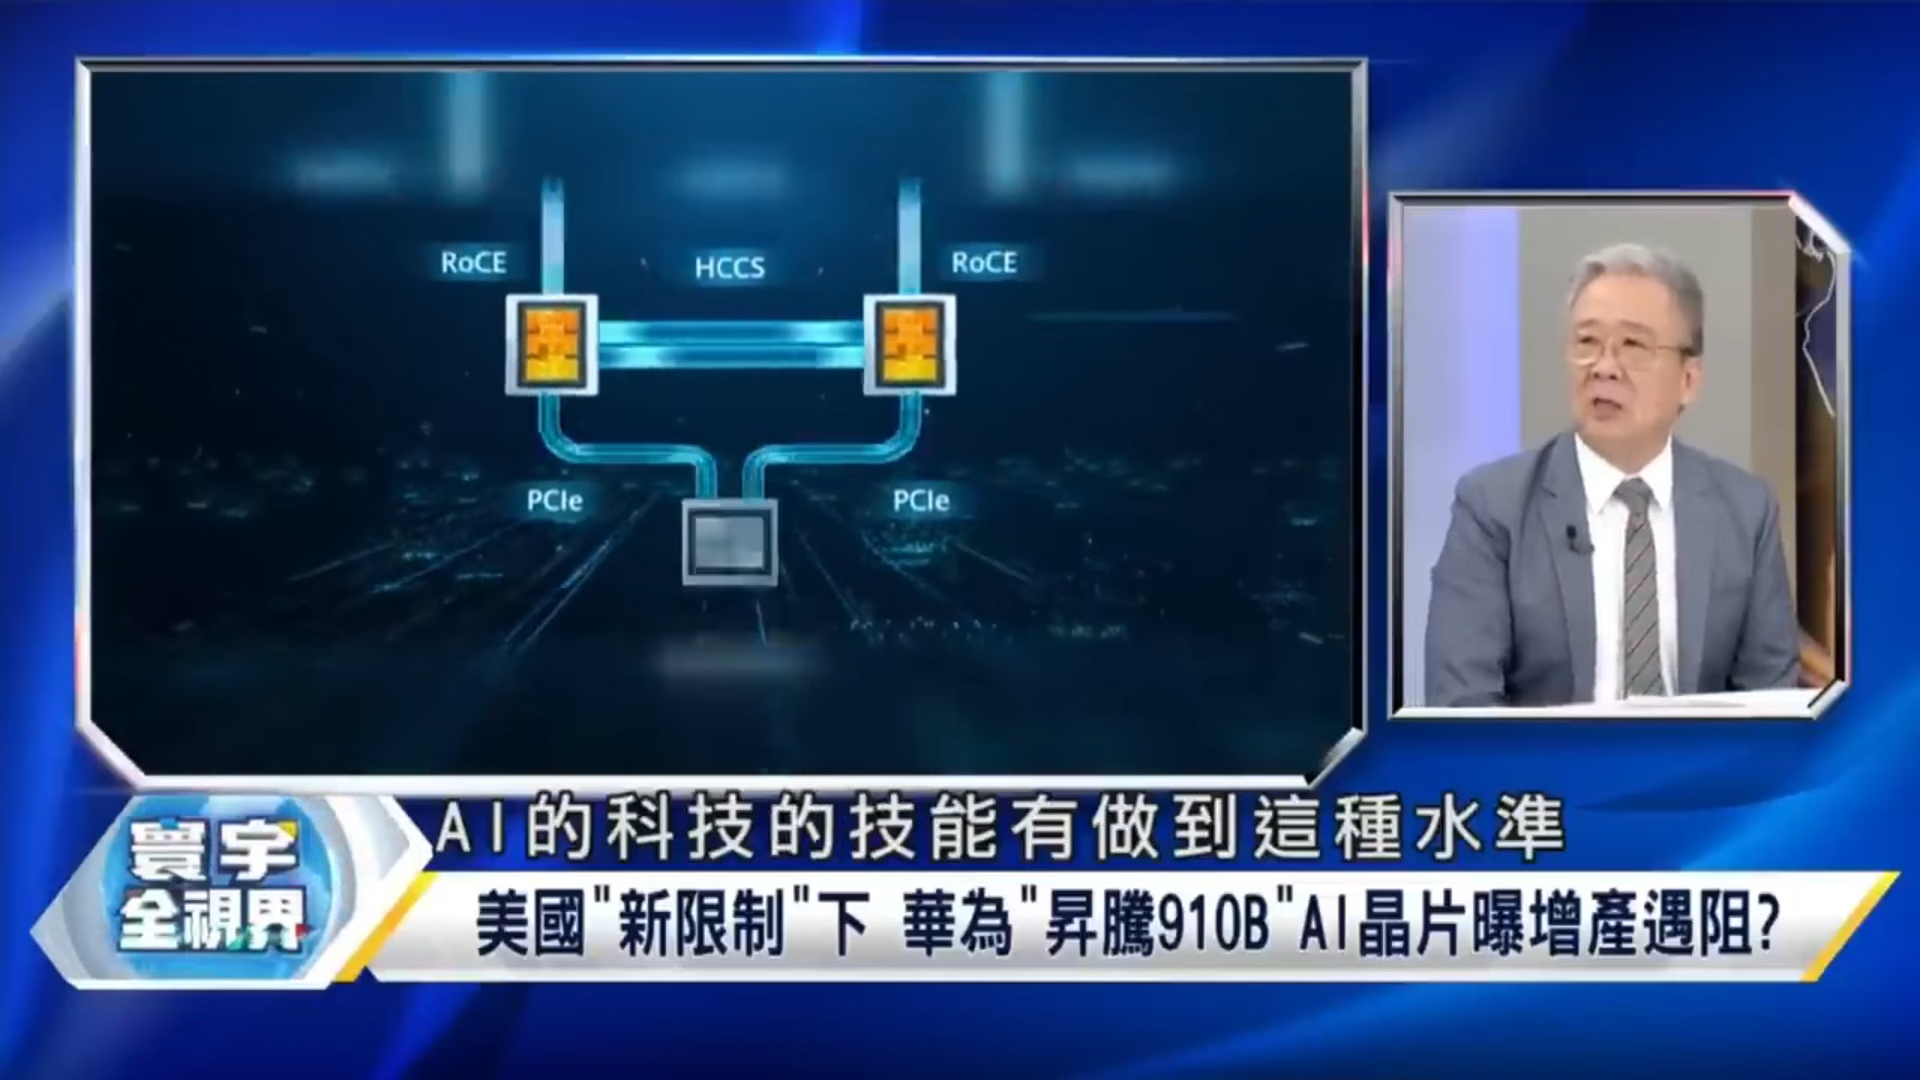 RoCE
HCCS
RoCE
PCIe
PCIe
AI的科技的技能有做到這種水準
寰宇
全視界
美國"新限制"下 華為"昇騰910B"AI晶片曝增產遇阻?